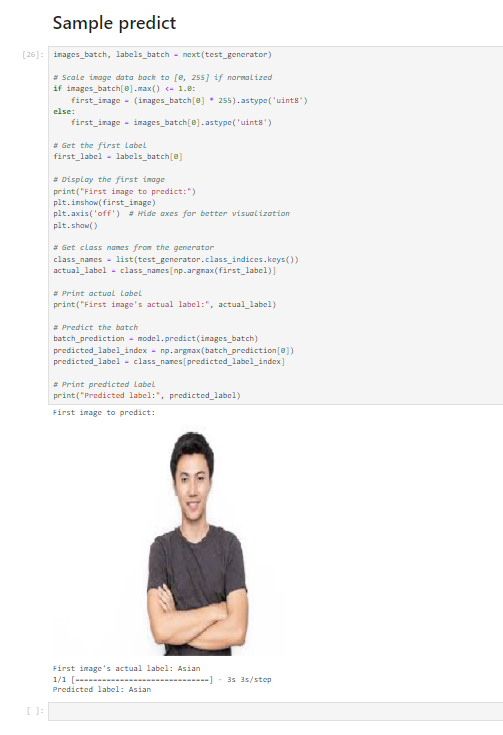 Sample predict
[26]:
images_batch, labels_batch = next(test_generator)
# Scale image data back to [0, 255] if normalized
if images_batch[0].max() <= 1.0:
    first_image = (images_batch[0] * 255).astype('uint8')
else:
    first_image = images_batch[0].astype('uint8')
# Get the first label
first_label = labels_batch[0]
# Display the first image
print("First image to predict:")
plt.imshow(first_image)
plt.axis('off')  # Hide axes for better visualization
plt.show()
# Get class names from the generator
class_names = list(test_generator.class_indices.keys())
actual_label = class_names[np.argmax(first_label)]
# Print actual label
print("First image's actual label:", actual_label)
# Predict the batch
batch_prediction = model.predict(images_batch)
predicted_label_index = np.argmax(batch_prediction[0])
predicted_label = class_names[predicted_label_index]
# Print predicted label
print("Predicted label:", predicted_label)
First image to predict:
First image's actual label: Asian
1/1 [==============================] - 3s 3s/step
Predicted label: Asian
[ ]: